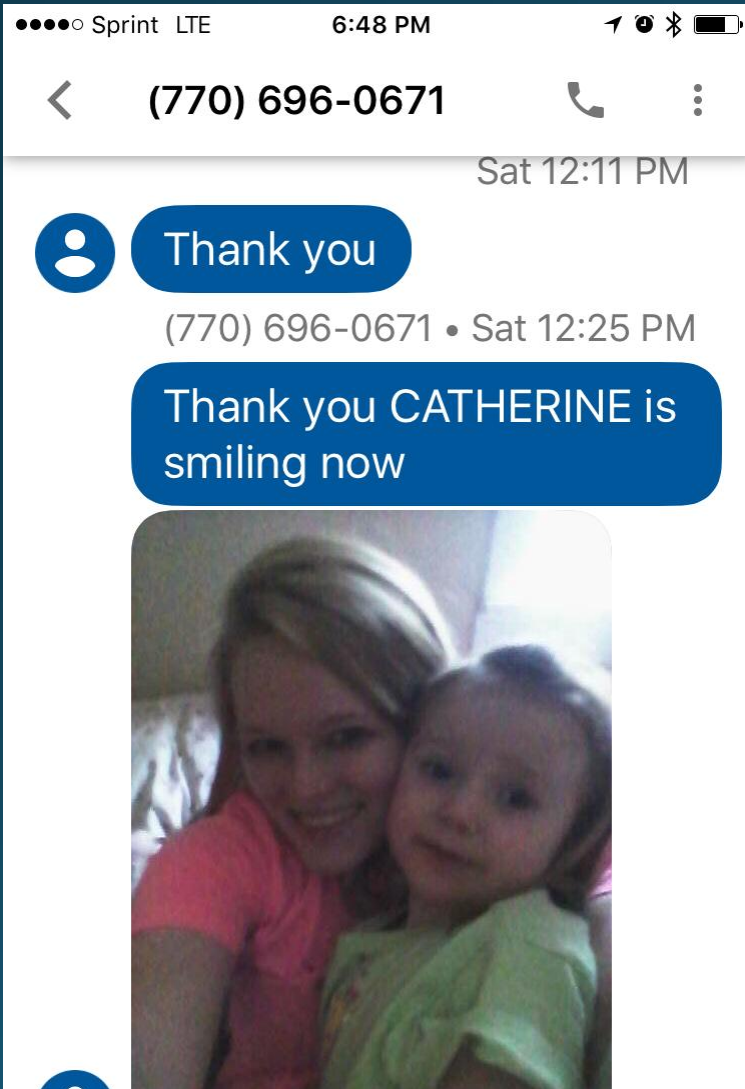 Sprint LTE
6:48 PM
(770) 696-0671
Sat 12:11 PM
Thank you
(770) 696-0671 • Sat 12:25 PM
Thank you CATHERINE is
smiling now